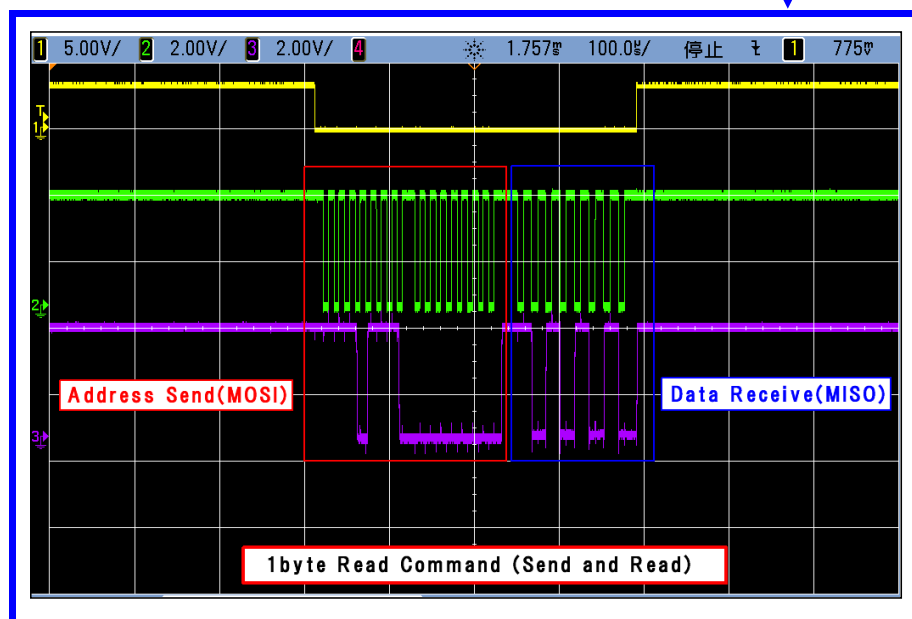 1 5.00V/ 2 2.00V/ 3 2.00V/ 4 1.757ms 100.0us/ 停止 1 775mV
T
1
2
Address Send(MOSI)
Data Receive(MISO)
3
1byte Read Command (Send and Read)